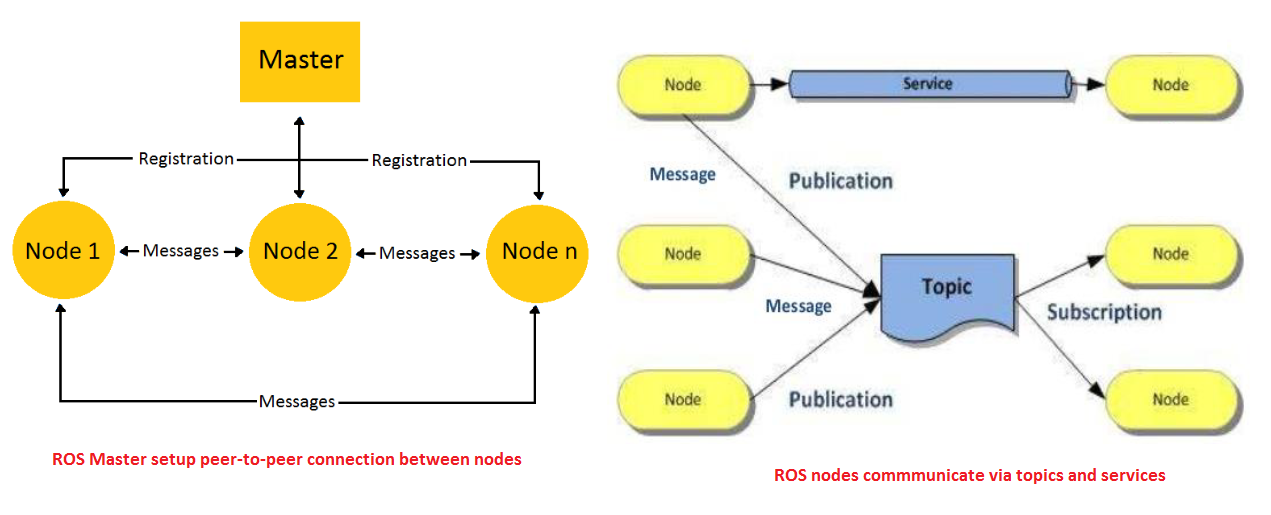 Master
Registration
Registration
Node 1
Messages
Node 2
Messages
Node n
Messages
ROS Master setup peer-to-peer connection between nodes
Node
Service
Node
Message
Publication
Node
Topic
Node
Message
Subscription
Node
Publication
Node
ROS nodes commmunicate via topics and services